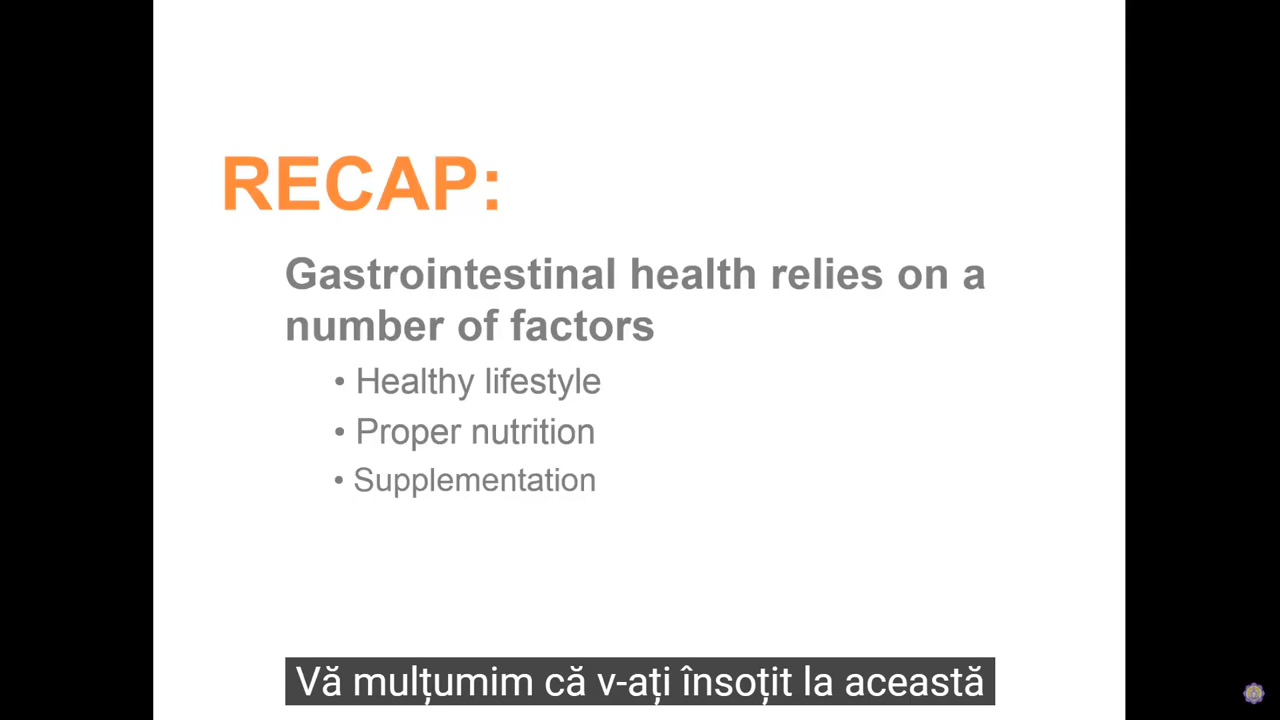 RECAP:
Gastrointestinal health relies on a
number of factors
• Healthy lifestyle
• Proper nutrition
• Supplementation
Vă mulțumim că v-ați însoțit la această